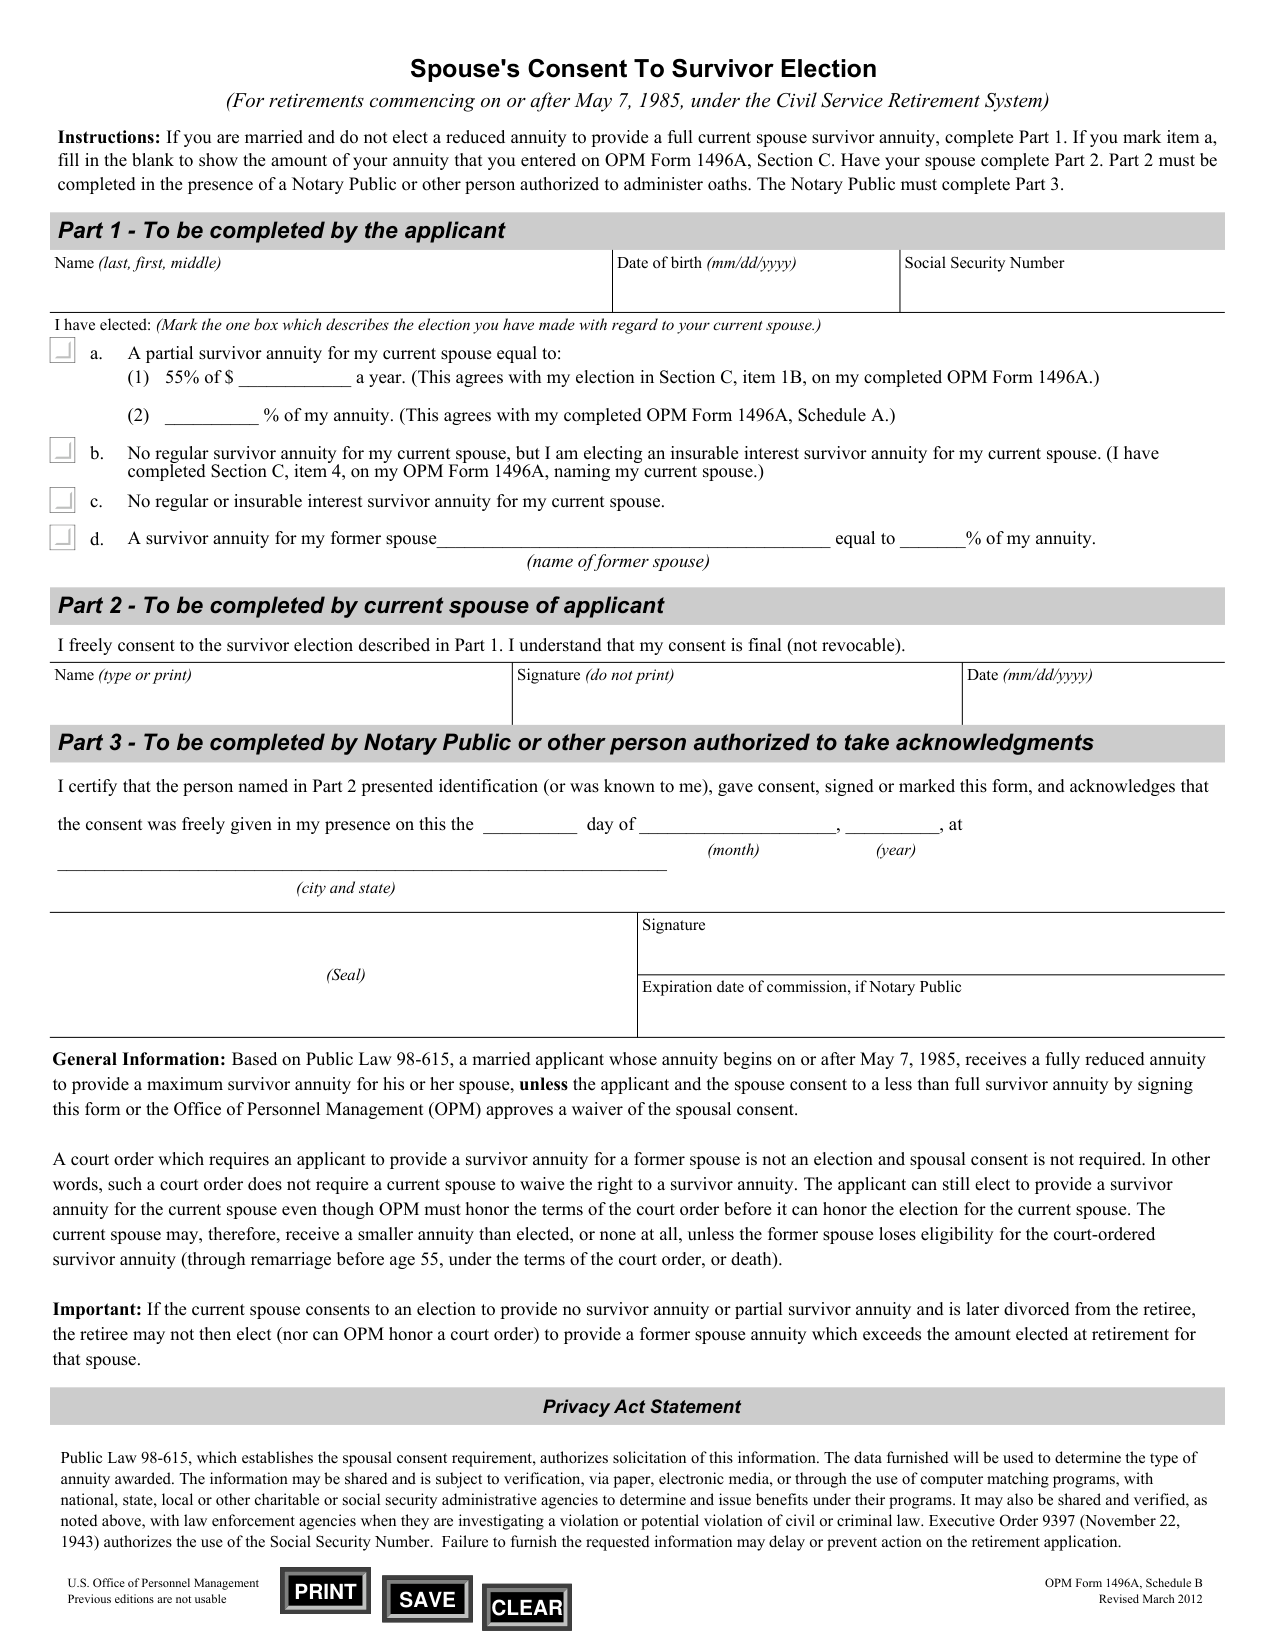 Spouse's Consent To Survivor Election
(For retirements commencing on or after May 7, 1985, under the Civil Service Retirement System)
Instructions: If you are married and do not elect a reduced annuity to provide a full current spouse survivor annuity, complete Part 1. If you mark item a,
fill in the blank to show the amount of your annuity that you entered on OPM Form 1496A, Section C. Have your spouse complete Part 2. Part 2 must be
completed in the presence of a Notary Public or other person authorized to administer oaths. The Notary Public must complete Part 3.
Part 1 - To be completed by the applicant
Name (last, first, middle) Date of birth (mm/dd/yyyy) Social Security Number
I have elected: (Mark the one box which describes the election you have made with regard to your current spouse.)
a. A partial survivor annuity for my current spouse equal to:
(1) 55% of $ ____________ a year. (This agrees with my election in Section C, item 1B, on my completed OPM Form 1496A.)
(2) __________ % of my annuity. (This agrees with my completed OPM Form 1496A, Schedule A.)
b. No regular survivor annuity for my current spouse, but I am electing an insurable interest survivor annuity for my current spouse. (I have
completed Section C, item 4, on my OPM Form 1496A, naming my current spouse.)
c. No regular or insurable interest survivor annuity for my current spouse.
d. A survivor annuity for my former spouse__________________________________________ equal to _______% of my annuity.
(name of former spouse)
Part 2 - To be completed by current spouse of applicant
I freely consent to the survivor election described in Part 1. I understand that my consent is final (not revocable).
Name (type or print) Signature (do not print) Date (mm/dd/yyyy)
Part 3 - To be completed by Notary Public or other person authorized to take acknowledgments
I certify that the person named in Part 2 presented identification (or was known to me), gave consent, signed or marked this form, and acknowledges that
the consent was freely given in my presence on this the __________ day of _____________________, __________, at
(month) (year)
_________________________________________________________________
(city and state)
(Seal)
Signature
Expiration date of commission, if Notary Public
General Information: Based on Public Law 98-615, a married applicant whose annuity begins on or after May 7, 1985, receives a fully reduced annuity
to provide a maximum survivor annuity for his or her spouse, unless the applicant and the spouse consent to a less than full survivor annuity by signing
this form or the Office of Personnel Management (OPM) approves a waiver of the spousal consent.
A court order which requires an applicant to provide a survivor annuity for a former spouse is not an election and spousal consent is not required. In other
words, such a court order does not require a current spouse to waive the right to a survivor annuity. The applicant can still elect to provide a survivor
annuity for the current spouse even though OPM must honor the terms of the court order before it can honor the election for the current spouse. The
current spouse may, therefore, receive a smaller annuity than elected, or none at all, unless the former spouse loses eligibility for the court-ordered
survivor annuity (through remarriage before age 55, under the terms of the court order, or death).
Important: If the current spouse consents to an election to provide no survivor annuity or partial survivor annuity and is later divorced from the retiree,
the retiree may not then elect (nor can OPM honor a court order) to provide a former spouse annuity which exceeds the amount elected at retirement for
that spouse.
Privacy Act Statement
Public Law 98-615, which establishes the spousal consent requirement, authorizes solicitation of this information. The data furnished will be used to determine the type of
annuity awarded. The information may be shared and is subject to verification, via paper, electronic media, or through the use of computer matching programs, with
national, state, local or other charitable or social security administrative agencies to determine and issue benefits under their programs. It may also be shared and verified, as
noted above, with law enforcement agencies when they are investigating a violation or potential violation of civil or criminal law. Executive Order 9397 (November 22,
1943) authorizes the use of the Social Security Number. Failure to furnish the requested information may delay or prevent action on the retirement application.
U.S. Office of Personnel Management
Previous editions are not usable
PRINT SAVE CLEAR
OPM Form 1496A, Schedule B
Revised March 2012